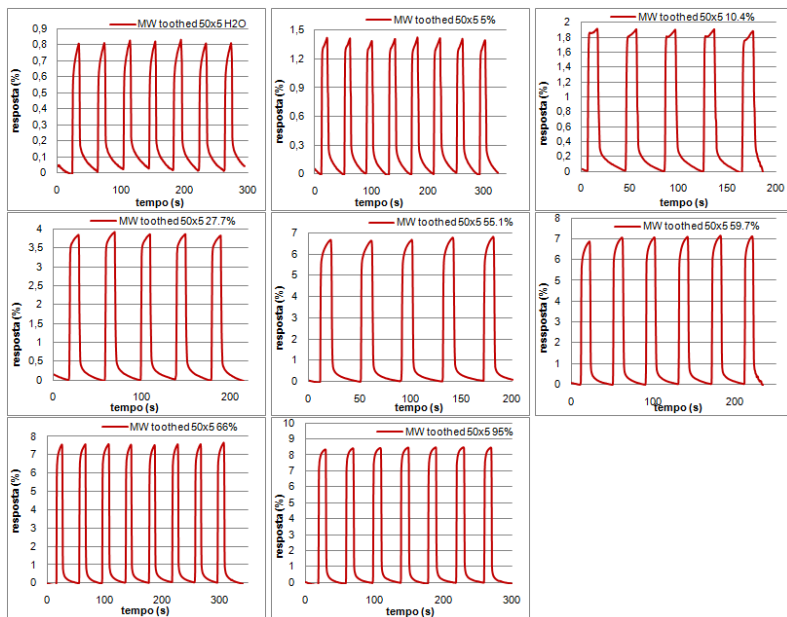 MW toothed 50x5 H2O
resposta (%)
0,9
0,8
0,7
0,6
0,5
0,4
0,3
0,2
0,1
0
0 100 200 300
tempo (s)
MW toothed 50x5 5%
resposta (%)
1,5
1,2
0,9
0,6
0,3
0
0 100 200 300
tempo (s)
MW toothed 50x5 10.4%
resposta (%)
2
1,8
1,6
1,4
1,2
1
0,8
0,6
0,4
0,2
0
0 50 100 150 200
tempo (s)
MW toothed 50x5 27.7%
resposta (%)
4
3,5
3
2,5
2
1,5
1
0,5
0
0 100 200
tempo (s)
MW toothed 50x5 55.1%
resposta (%)
7
6
5
4
3
2
1
0
0 50 100 150 200
tempo (s)
MW toothed 50x5 59.7%
ressposta (%)
8
7
6
5
4
3
2
1
0
0 100 200
tempo (s)
MW toothed 50x5 66%
resposta (%)
8
7
6
5
4
3
2
1
0
0 100 200 300
tempo (s)
MW toothed 50x5 95%
resposta (%)
10
9
8
7
6
5
4
3
2
1
0
0 100 200 300
tempo (s)